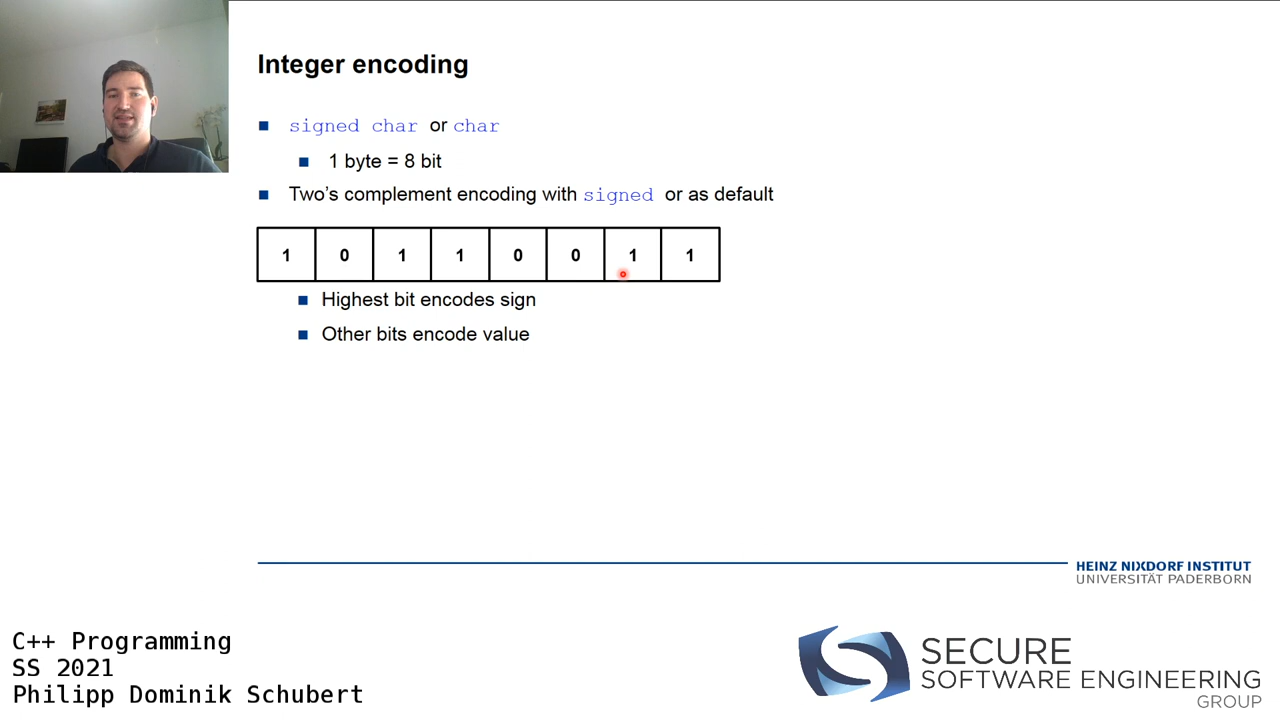 Integer encoding
signed char or char
1 byte = 8 bit
Two's complement encoding with signed or as default
1 0 1 1 0 0 1 1
Highest bit encodes sign
Other bits encode value
HEINZ NIXDORF INSTITUT
UNIVERSITÄT PADERBORN
C++ Programming
SS 2021
Philipp Dominik Schubert
SECURE
SOFTWARE ENGINEERING
GROUP